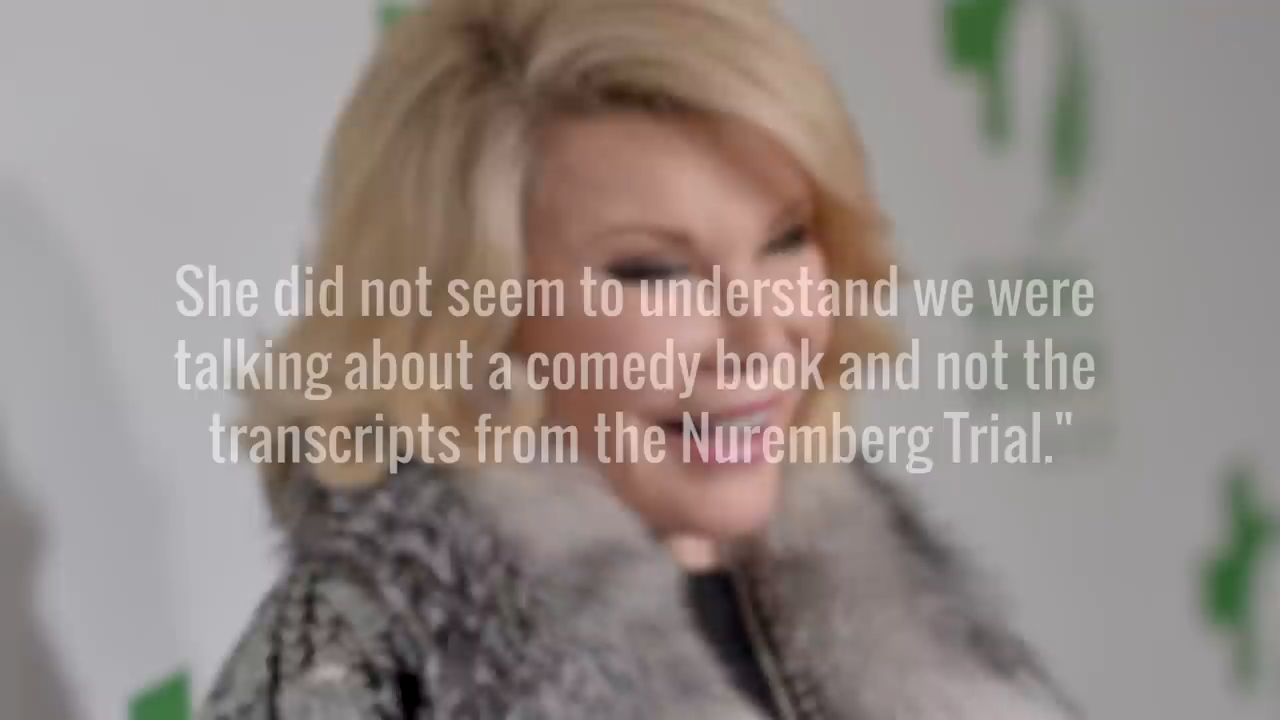 She did not seem to understand we were
talking about a comedy book and not the
transcripts from the Nuremberg Trial."